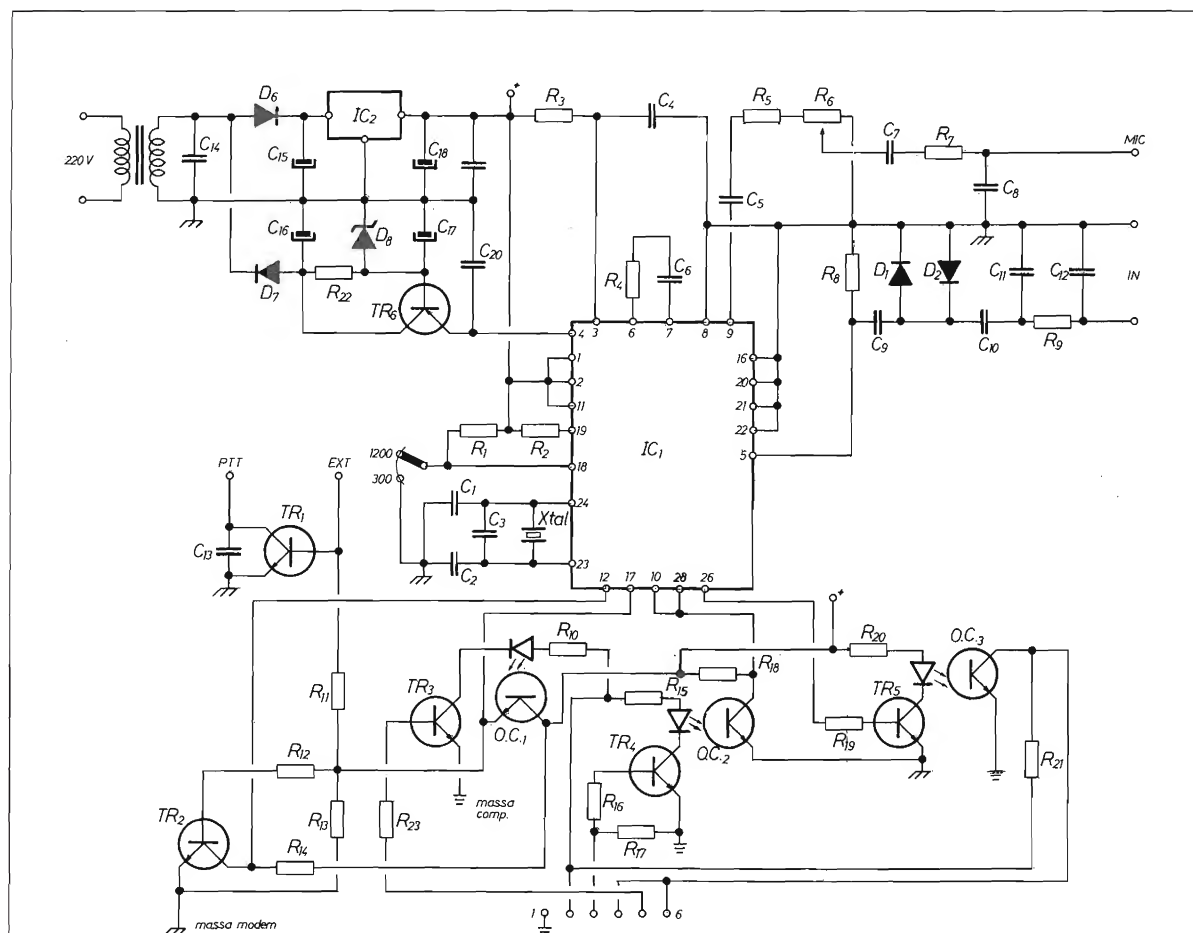 D6
IC2
+
R3
C4
R5
R6
C7
R7
MIC
220 V
C14
C15
C18
C5
C8
C16
D8
C17
C20
R4
C6
R8
D1
D2
C11
C12
IN
D7
R22
TR6
C9
C10
R9
4
3
6
7
8
9
1
2
11
19
18
24
23
16
20
21
22
5
IC1
R1
R2
1200
300
C1
C3
Xtal
C2
PTT
EXT
TR1
C13
12
17
10
28
26
+
R10
R18
R20
O.C.3
TR3
R11
O.C.1
R15
TR5
TR4
O.C.2
R19
R21
R12
R16
massa
comp.
R13
R23
TR2
R14
R17
1
6
massa modem